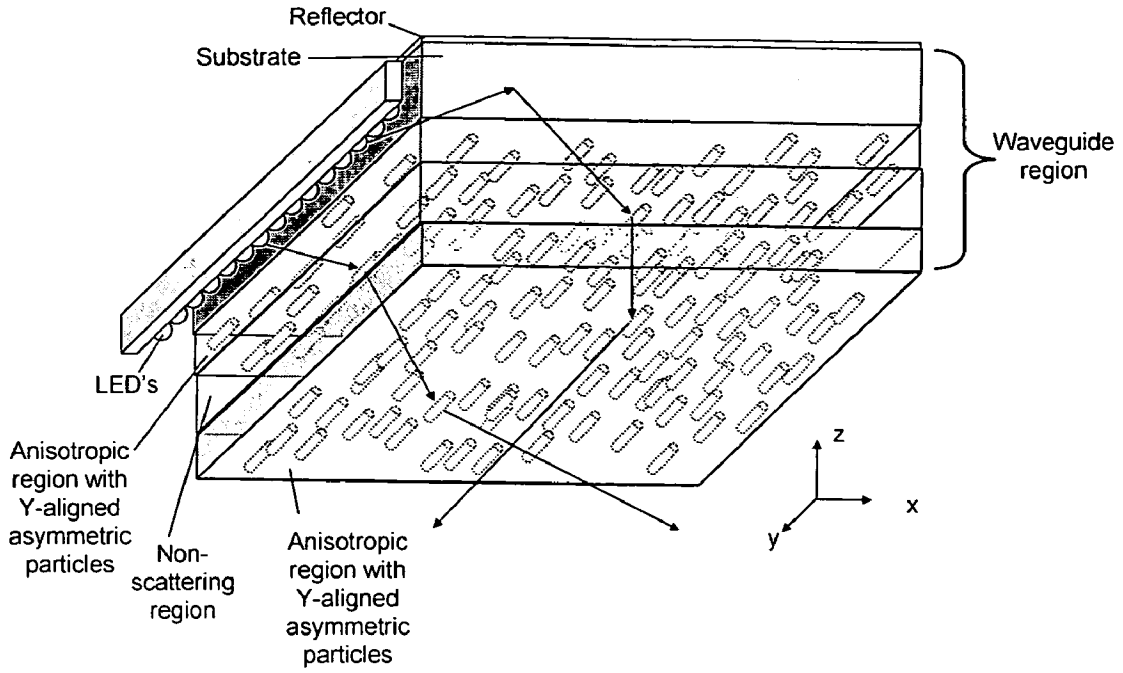 Reflector
Substrate
Waveguide
region
LED's
Anisotropic
region with
Y-aligned
asymmetric
particles
Non-
scattering
region
Anisotropic
region with
Y-aligned
asymmetric
particles
z
x
y